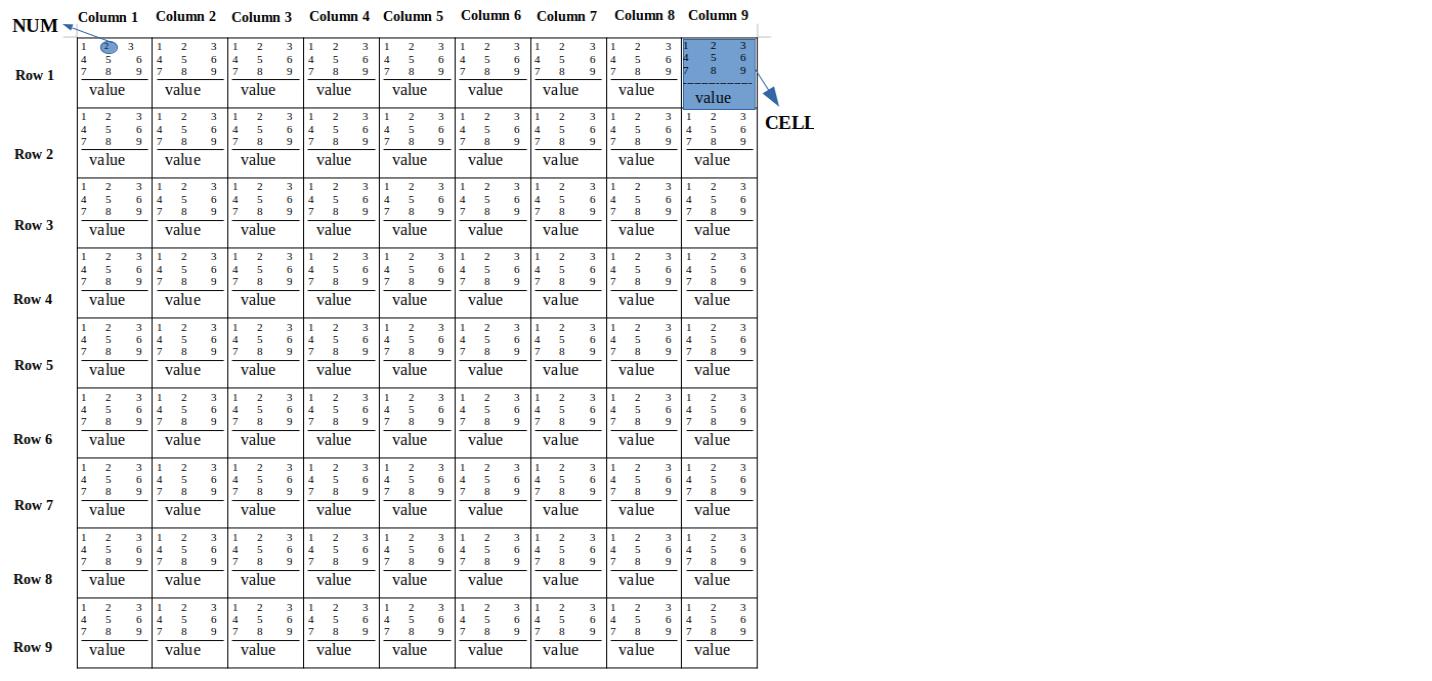 Column 1 Column 2 Column 3 Column 4 Column 5 Column 6 Column 7 Column 8 Column 9
NUM
1 2 3 1 2 3 1 2 3 1 2 3 1 2 3 1 2 3 1 2 3 1 2 3 1 2 3
4 5 6 4 5 6 4 5 6 4 5 6 4 5 6 4 5 6 4 5 6 4 5 6 4 5 6
Row 1 7 8 9 7 8 9 7 8 9 7 8 9 7 8 9 7 8 9 7 8 9 7 8 9 7 8 9
value value value value value value value value value
CELL
1 2 3 1 2 3 1 2 3 1 2 3 1 2 3 1 2 3 1 2 3 1 2 3 1 2 3
4 5 6 4 5 6 4 5 6 4 5 6 4 5 6 4 5 6 4 5 6 4 5 6 4 5 6
7 8 9 7 8 9 7 8 9 7 8 9 7 8 9 7 8 9 7 8 9 7 8 9 7 8 9
Row 2 value value value value value value value value value
1 2 3 1 2 3 1 2 3 1 2 3 1 2 3 1 2 3 1 2 3 1 2 3 1 2 3
4 5 6 4 5 6 4 5 6 4 5 6 4 5 6 4 5 6 4 5 6 4 5 6 4 5 6
7 8 9 7 8 9 7 8 9 7 8 9 7 8 9 7 8 9 7 8 9 7 8 9 7 8 9
Row 3 value value value value value value value value value
1 2 3 1 2 3 1 2 3 1 2 3 1 2 3 1 2 3 1 2 3 1 2 3 1 2 3
4 5 6 4 5 6 4 5 6 4 5 6 4 5 6 4 5 6 4 5 6 4 5 6 4 5 6
7 8 9 7 8 9 7 8 9 7 8 9 7 8 9 7 8 9 7 8 9 7 8 9 7 8 9
Row 4 value value value value value value value value value
1 2 3 1 2 3 1 2 3 1 2 3 1 2 3 1 2 3 1 2 3 1 2 3 1 2 3
4 5 6 4 5 6 4 5 6 4 5 6 4 5 6 4 5 6 4 5 6 4 5 6 4 5 6
7 8 9 7 8 9 7 8 9 7 8 9 7 8 9 7 8 9 7 8 9 7 8 9 7 8 9
Row 5 value value value value value value value value value
1 2 3 1 2 3 1 2 3 1 2 3 1 2 3 1 2 3 1 2 3 1 2 3 1 2 3
4 5 6 4 5 6 4 5 6 4 5 6 4 5 6 4 5 6 4 5 6 4 5 6 4 5 6
7 8 9 7 8 9 7 8 9 7 8 9 7 8 9 7 8 9 7 8 9 7 8 9 7 8 9
Row 6 value value value value value value value value value
1 2 3 1 2 3 1 2 3 1 2 3 1 2 3 1 2 3 1 2 3 1 2 3 1 2 3
4 5 6 4 5 6 4 5 6 4 5 6 4 5 6 4 5 6 4 5 6 4 5 6 4 5 6
7 8 9 7 8 9 7 8 9 7 8 9 7 8 9 7 8 9 7 8 9 7 8 9 7 8 9
Row 7 value value value value value value value value value
1 2 3 1 2 3 1 2 3 1 2 3 1 2 3 1 2 3 1 2 3 1 2 3 1 2 3
4 5 6 4 5 6 4 5 6 4 5 6 4 5 6 4 5 6 4 5 6 4 5 6 4 5 6
7 8 9 7 8 9 7 8 9 7 8 9 7 8 9 7 8 9 7 8 9 7 8 9 7 8 9
Row 8 value value value value value value value value value
1 2 3 1 2 3 1 2 3 1 2 3 1 2 3 1 2 3 1 2 3 1 2 3 1 2 3
4 5 6 4 5 6 4 5 6 4 5 6 4 5 6 4 5 6 4 5 6 4 5 6 4 5 6
7 8 9 7 8 9 7 8 9 7 8 9 7 8 9 7 8 9 7 8 9 7 8 9 7 8 9
Row 9 value value value value value value value value value